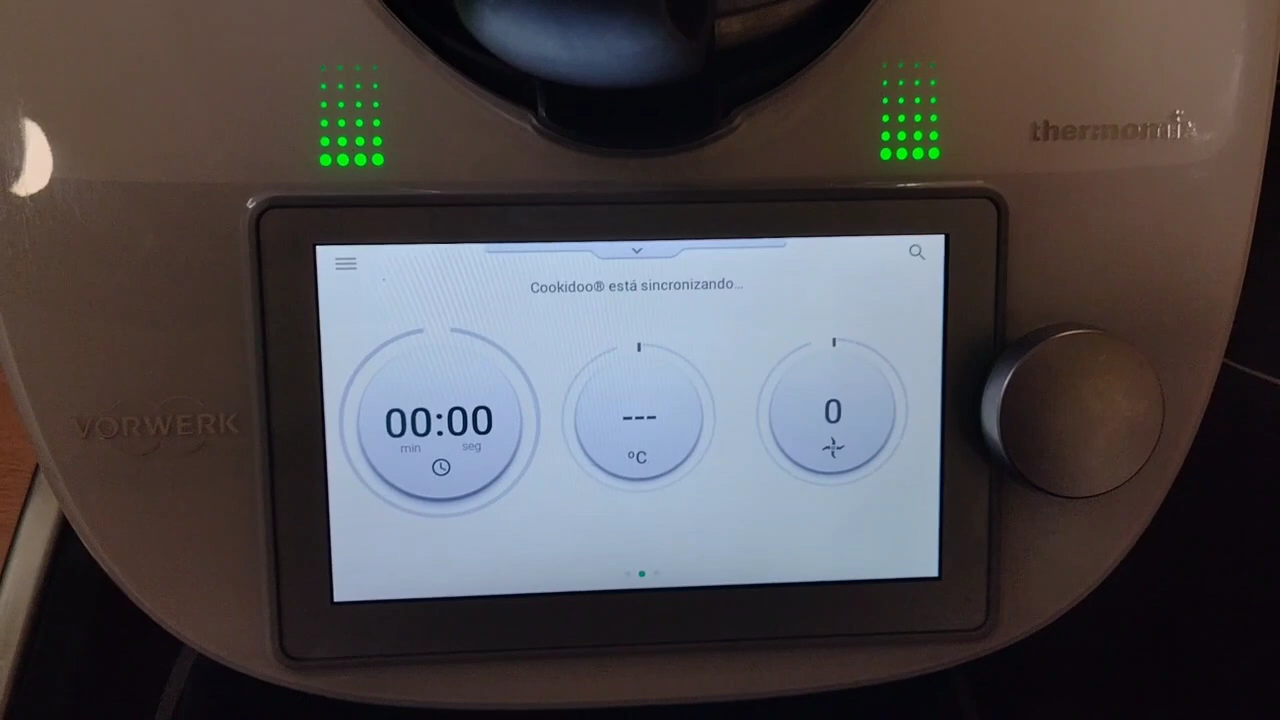 thermomix
Cookidoo® está sincronizando...
00:00
min seg
---
°C
0
VORWERK